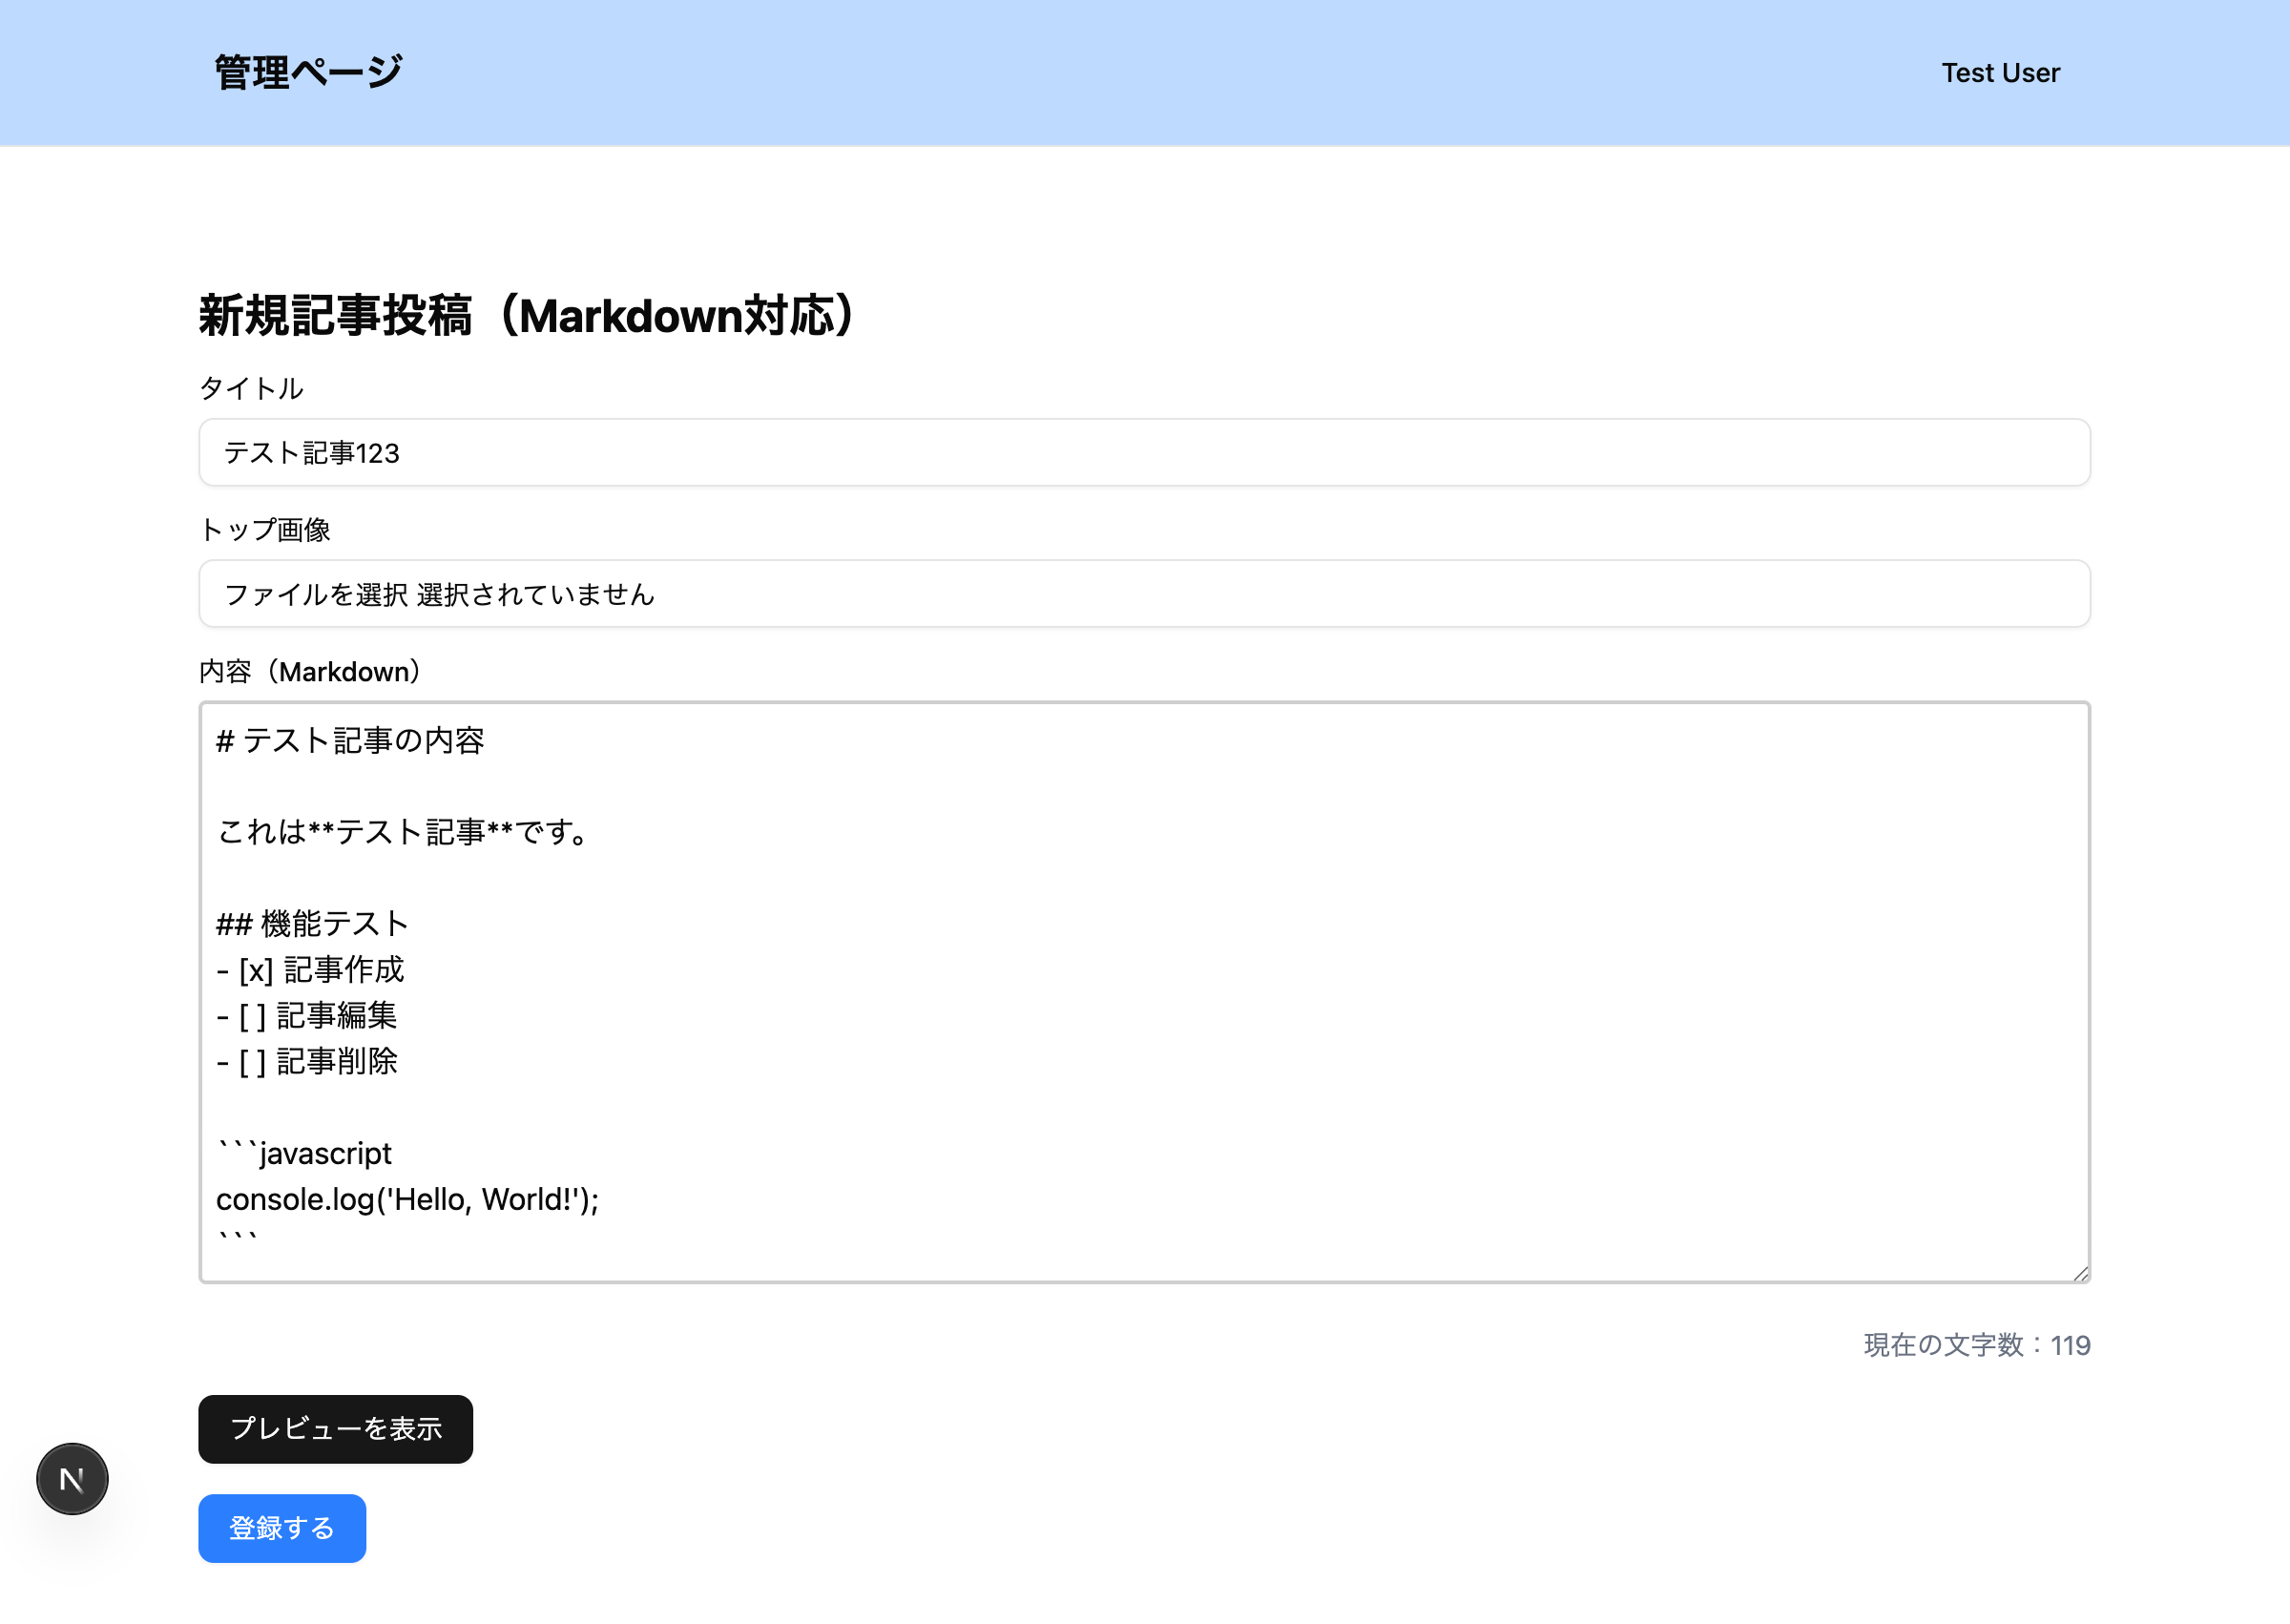 管理ページ
Test User
新規記事投稿（Markdown対応）
タイトル
テスト記事123
トップ画像
ファイルを選択 選択されていません
内容（Markdown）
# テスト記事の内容
これは**テスト記事**です。
## 機能テスト
- [x] 記事作成
- [ ] 記事編集
- [ ] 記事削除
```javascript
console.log('Hello, World!');
```
現在の文字数：119
プレビューを表示
N
登録する